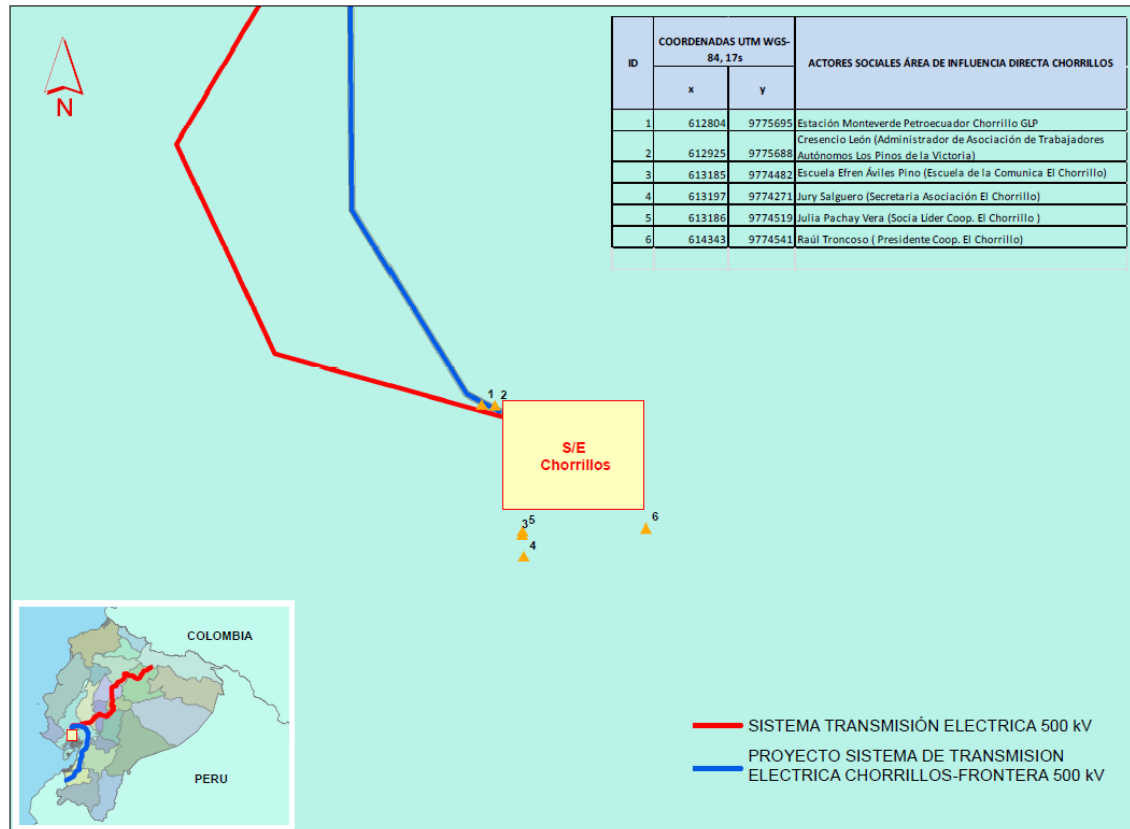 ID
COORDENADAS UTM WGS-
84, 17s
ACTORES SOCIALES ÁREA DE INFLUENCIA DIRECTA CHORRILLOS
x y
1 612804 9775695 Estación Monteverde Petroecuador Chorrillo GLP
Cresencio León (Administrador de Asociación de Trabajadores
2 612925 9775688 Autónomos Los Pinos de la Victoria)
3 613185 9774482 Escuela Efren Áviles Pino (Escuela de la Comunica El Chorrillo)
4 613197 9774271 Jury Salguero (Secretaria Asociación El Chorrillo)
5 613186 9774519 Julia Pachay Vera (Socia Líder Coop. El Chorrillo )
6 614343 9774541 Raúl Troncoso ( Presidente Coop. El Chorrillo)
N
1 2
S/E
Chorrillos
3 5
6
4
COLOMBIA
PERU
SISTEMA TRANSMISIÓN ELECTRICA 500 kV
PROYECTO SISTEMA DE TRANSMISION
ELECTRICA CHORRILLOS-FRONTERA 500 kV